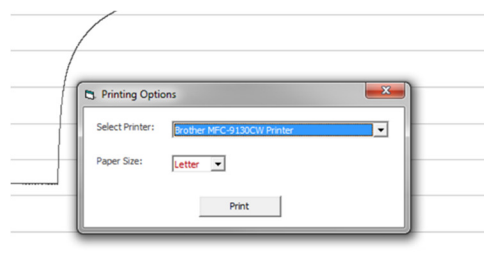 Printing Options
Select Printer: Brother MFC-9130CW Printer
Paper Size: Letter
Print